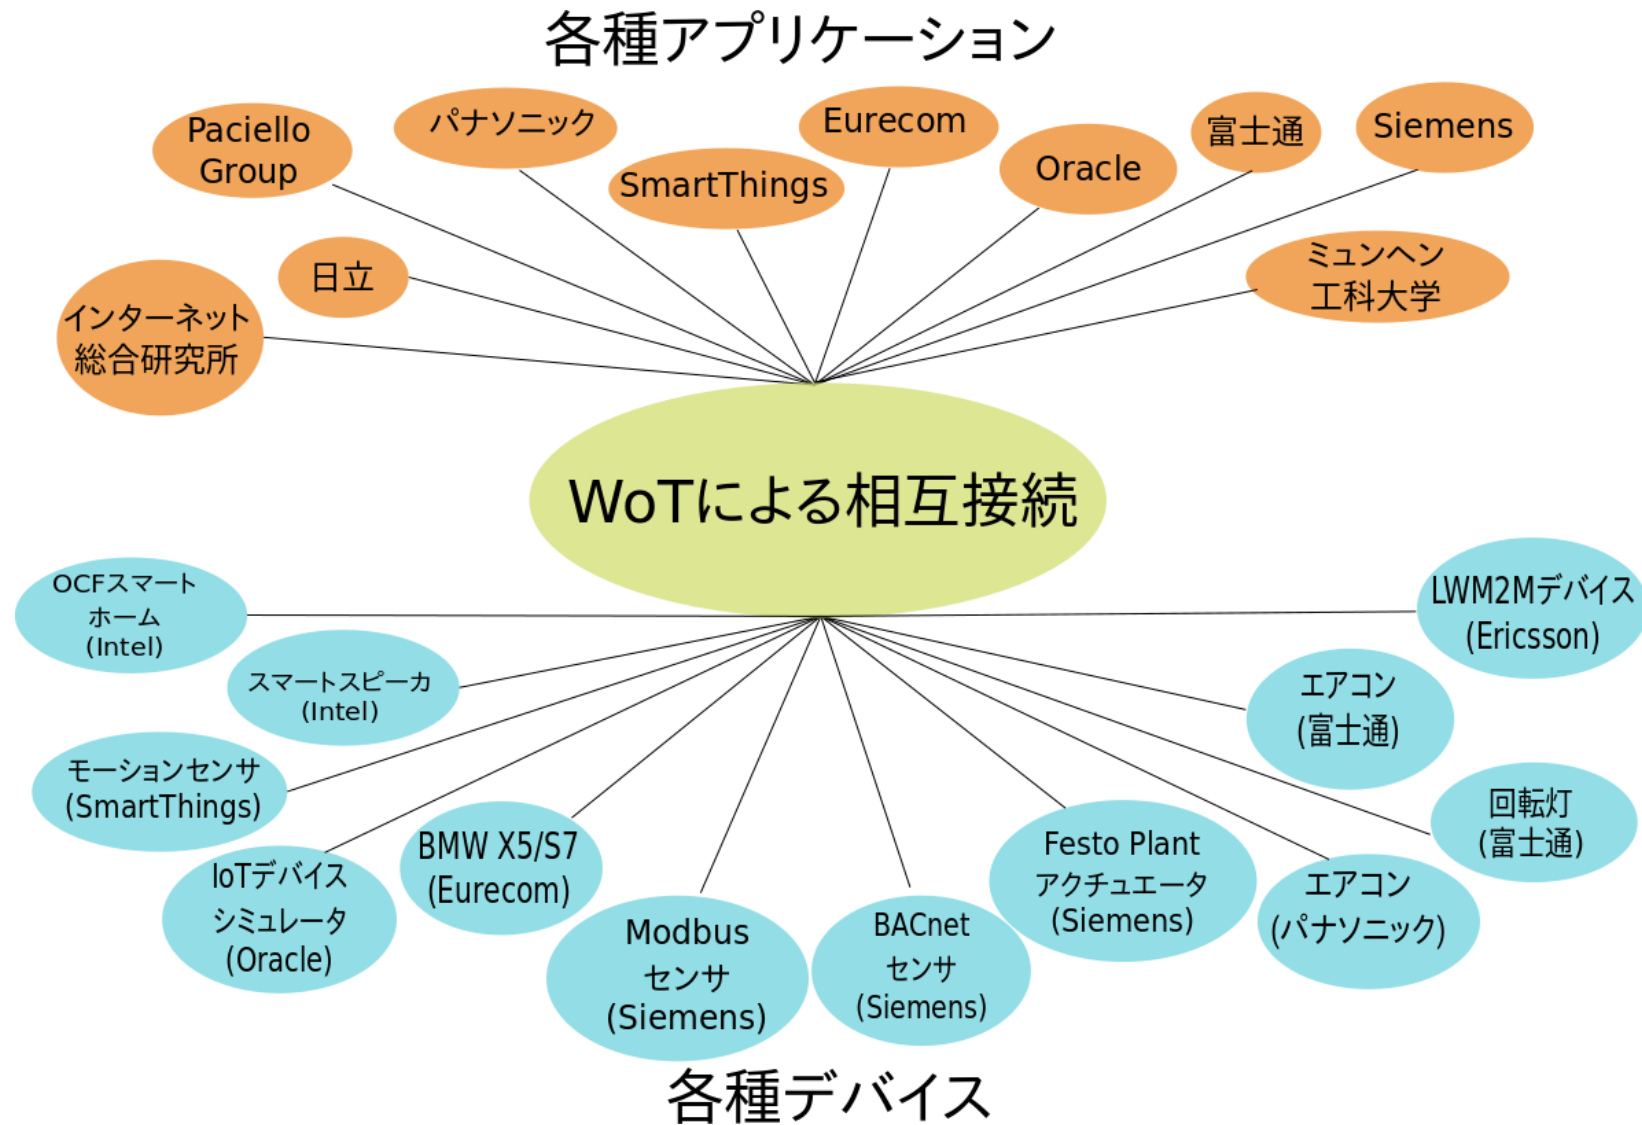 各種アプリケーション
Paciello
Group
パナソニック
SmartThings
Eurecom
Oracle
富士通
Siemens
インターネット
総合研究所
日立
ミュンヘン
工科大学
WoTによる相互接続
OCFスマート
ホーム
(Intel)
スマートスピーカ
(Intel)
モーションセンサ
(SmartThings)
IoTデバイス
シミュレータ
(Oracle)
BMW X5/S7
(Eurecom)
Modbus
センサ
(Siemens)
BACnet
センサ
(Siemens)
Festo Plant
アクチュエータ
(Siemens)
エアコン
(パナソニック)
回転灯
(富士通)
エアコン
(富士通)
LWM2Mデバイス
(Ericsson)
各種デバイス